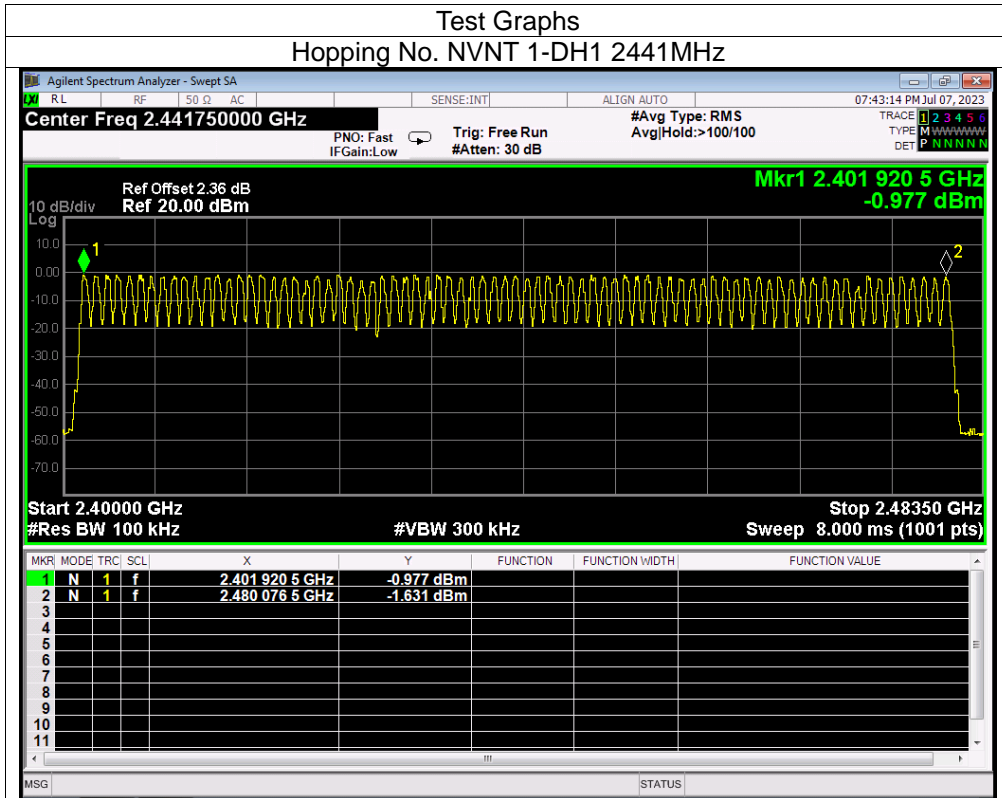 Test Graphs
Hopping No. NVNT 1-DH1 2441MHz
Agilent Spectrum Analyzer - Swept SA
LXI RL RF 50 Ω AC SENSE:INT ALIGN AUTO 07:43:14 PM Jul 07, 2023
Center Freq 2.441750000 GHz #Avg Type: RMS TRACE 1 2 3 4 5 6
PNO: Fast Trig: Free Run Avg|Hold:>100/100 TYPE M WWWWW
IFGain:Low #Atten: 30 dB DET P N N N N N
Mkr1 2.401 920 5 GHz
Ref Offset 2.36 dB
10 dB/div Ref 20.00 dBm -0.977 dBm
Log
10.0
1
2
0.00
-10.0
-20.0
-30.0
-40.0
-50.0
-60.0
-70.0
Start 2.40000 GHz Stop 2.48350 GHz
#Res BW 100 kHz #VBW 300 kHz Sweep 8.000 ms (1001 pts)
MKR MODE TRC SCL X Y FUNCTION FUNCTION WIDTH FUNCTION VALUE
1 N 1 f 2.401 920 5 GHz -0.977 dBm
2 N 1 f 2.480 076 5 GHz -1.631 dBm
3
4
5
6
7
8
9
10
11
MSG STATUS